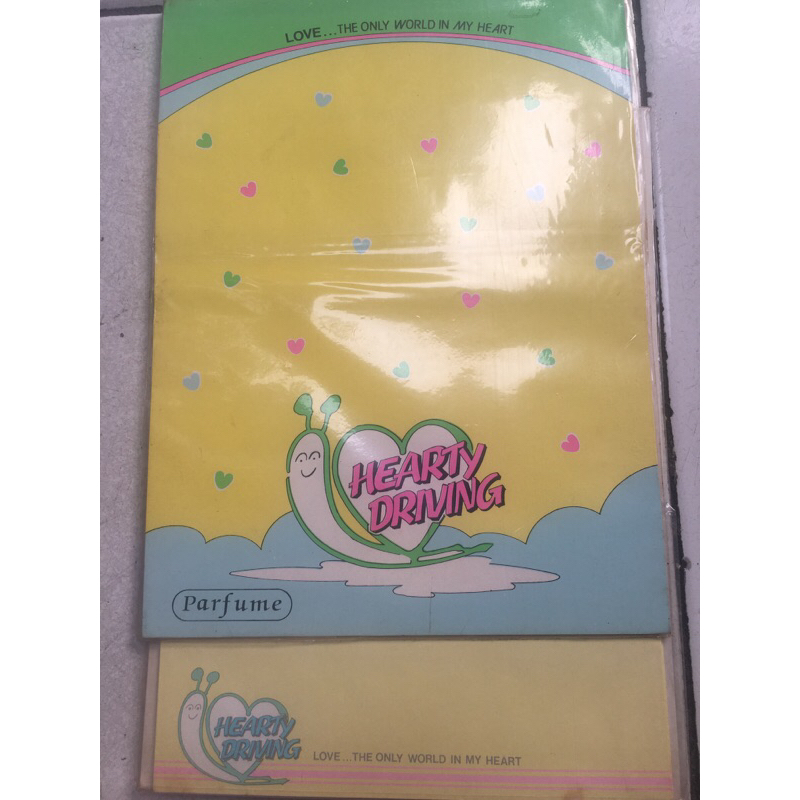 LOVE...THE ONLY WORLD IN MY HEART
HEARTY
DRIVING
Parfume
HEARTY
DRIVING
LOVE...THE ONLY WORLD IN MY HEART